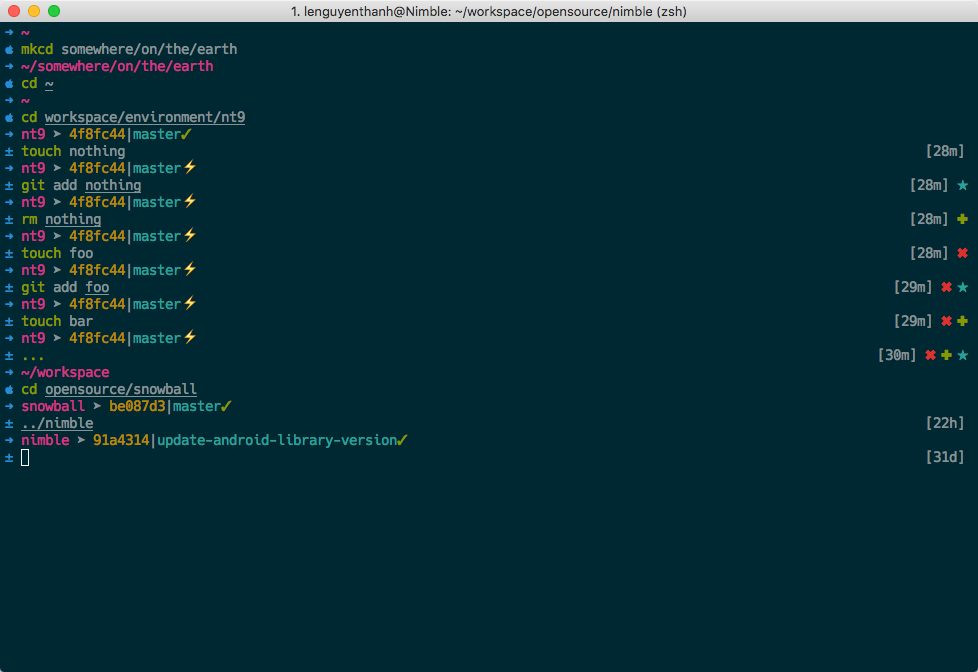 1. lenguyenthanh@Nimble: ~/workspace/opensource/nimble (zsh)
➜ ~
 mkcd somewhere/on/the/earth
➜ ~/somewhere/on/the/earth
 cd ~
➜ ~
 cd workspace/environment/nt9
➜ nt9 ➤ 4f8fc44|master✓
± touch nothing [28m]
➜ nt9 ➤ 4f8fc44|master⚡
± git add nothing [28m] ★
➜ nt9 ➤ 4f8fc44|master⚡
± rm nothing [28m] ✚
➜ nt9 ➤ 4f8fc44|master⚡
± touch foo [28m] ✖
➜ nt9 ➤ 4f8fc44|master⚡
± git add foo [29m] ✖ ★
➜ nt9 ➤ 4f8fc44|master⚡
± touch bar [29m] ✖ ✚
➜ nt9 ➤ 4f8fc44|master⚡
± ... [30m] ✖ ✚ ★
➜ ~/workspace
 cd opensource/snowball
➜ snowball ➤ be087d3|master✓
± ../nimble [22h]
➜ nimble ➤ 91a4314|update-android-library-version✓
± [31d]